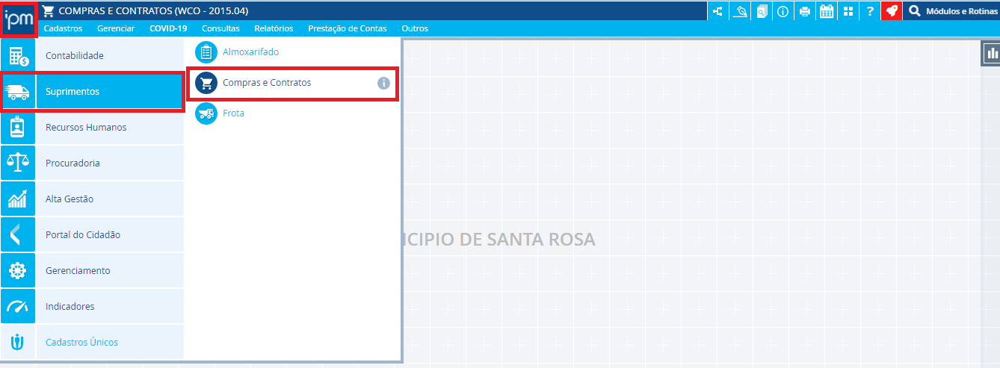 ipm
COMPRAS E CONTRATOS (WCO - 2015.04)
? Módulos e Rotinas
Cadastros Gerenciar COVID-19 Consultas Relatórios Prestação de Contas Outros
Contabilidade
Suprimentos
Recursos Humanos
Procuradoria
Alta Gestão
Portal do Cidadão
Gerenciamento
Indicadores
Cadastros Únicos
Almoxarifado
Compras e Contratos
Frota
ICIPIO DE SANTA ROSA